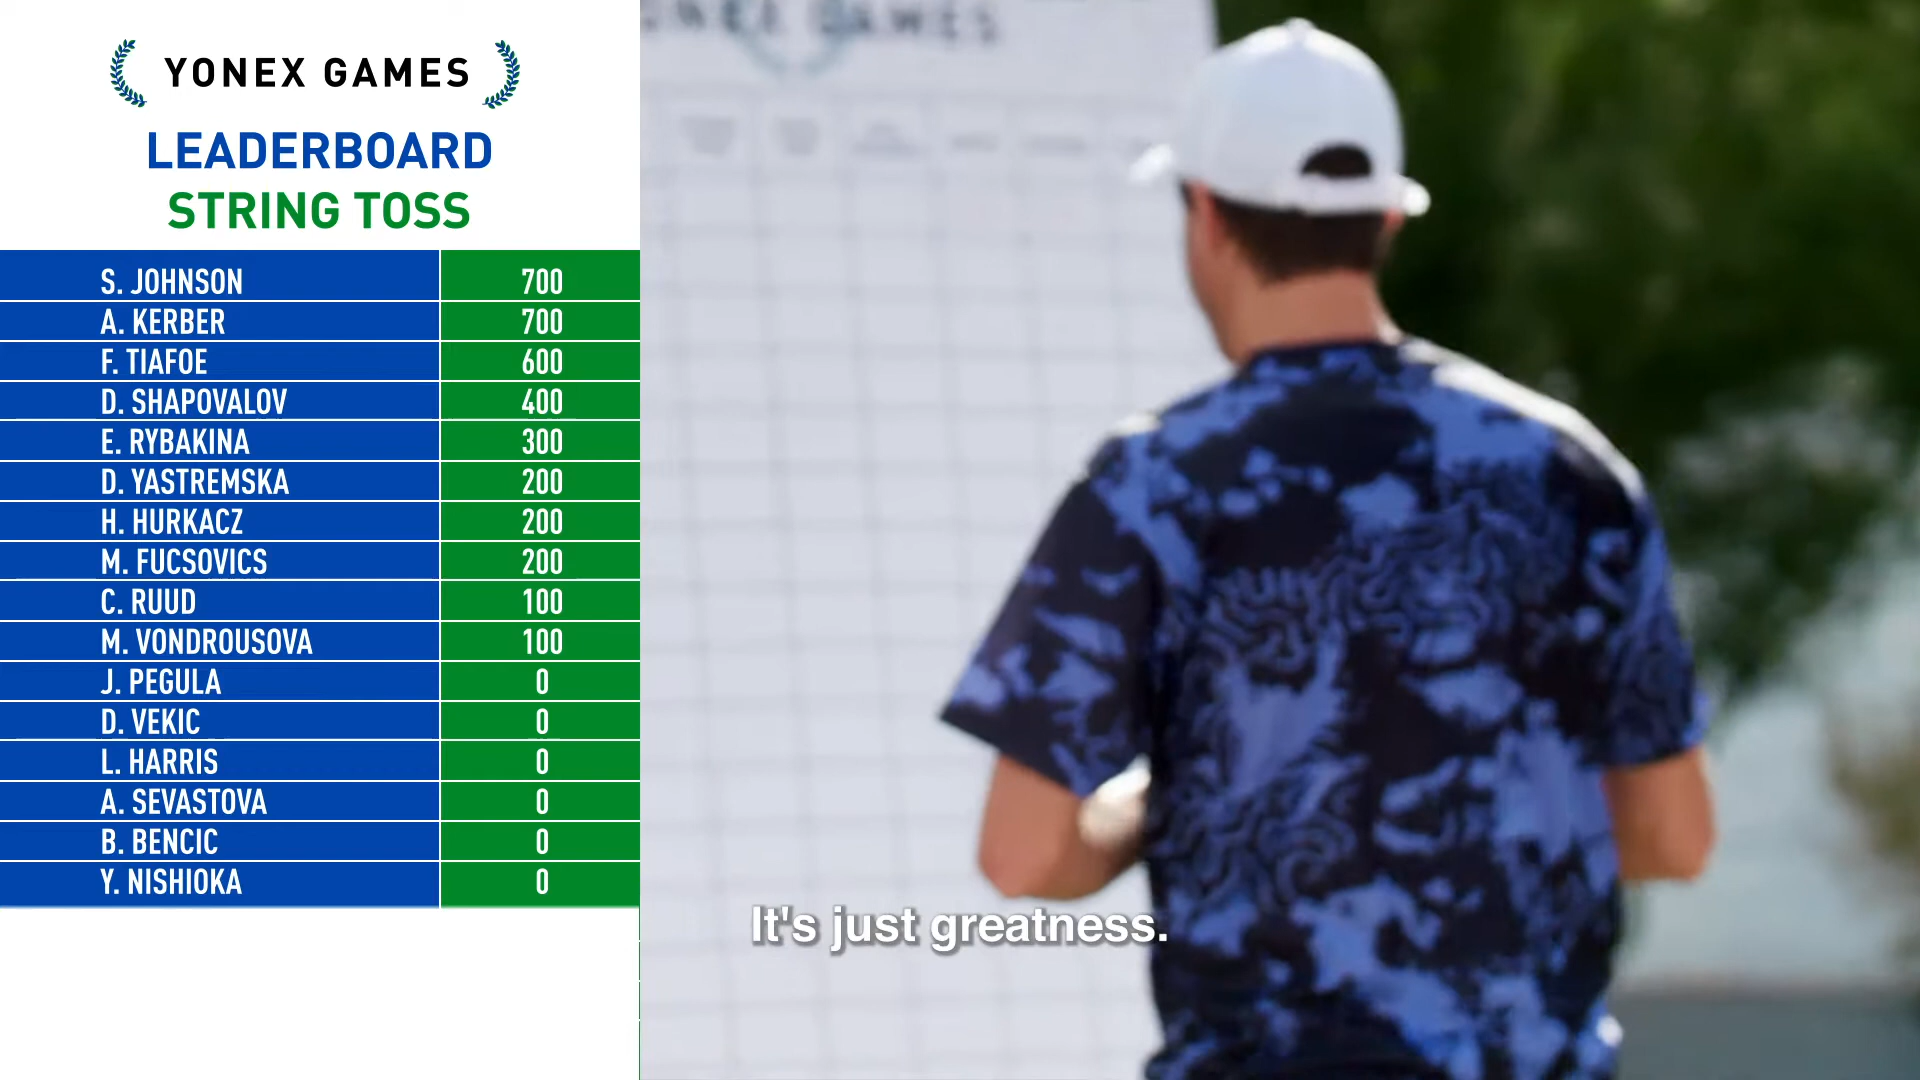 YONEX GAMES
LEADERBOARD
STRING TOSS
S. JOHNSON 700
A. KERBER 700
F. TIAFOE 600
D. SHAPOVALOV 400
E. RYBAKINA 300
D. YASTREMSKA 200
H. HURKACZ 200
M. FUCSOVICS 200
C. RUUD 100
M. VONDROUSOVA 100
J. PEGULA 0
D. VEKIC 0
L. HARRIS 0
A. SEVASTOVA 0
B. BENCIC 0
Y. NISHIOKA 0
GAMES
It's just greatness.